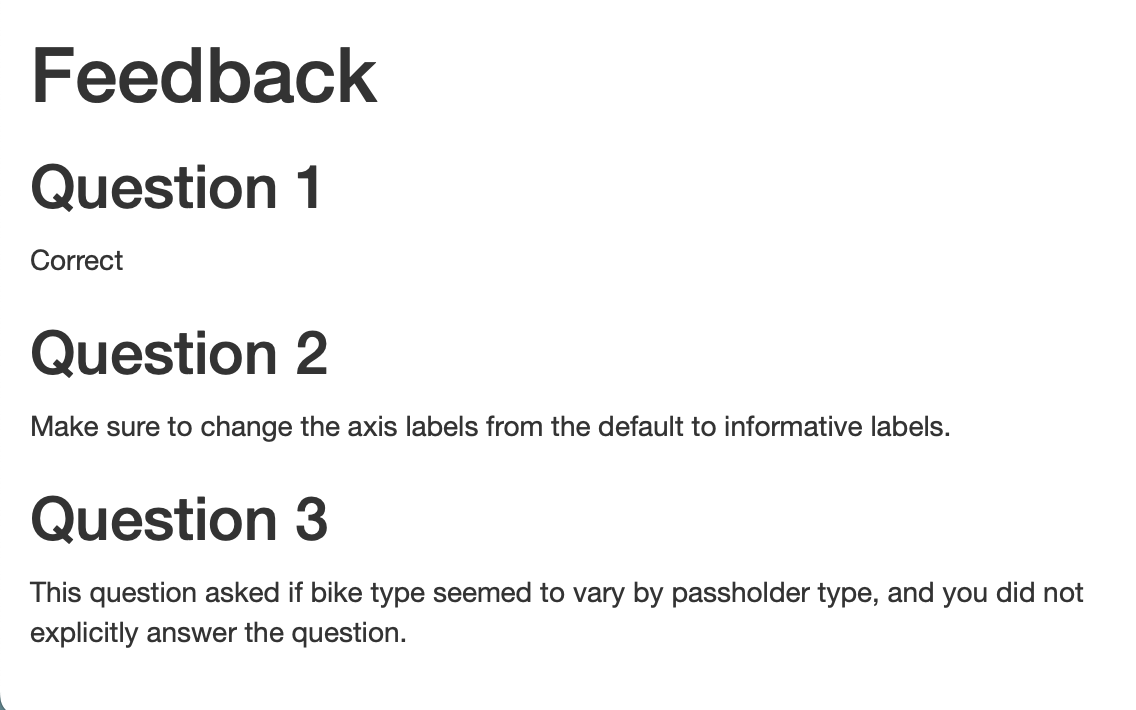 Feedback
Question 1
Correct
Question 2
Make sure to change the axis labels from the default to informative labels.
Question 3
This question asked if bike type seemed to vary by passholder type, and you did not
explicitly answer the question.